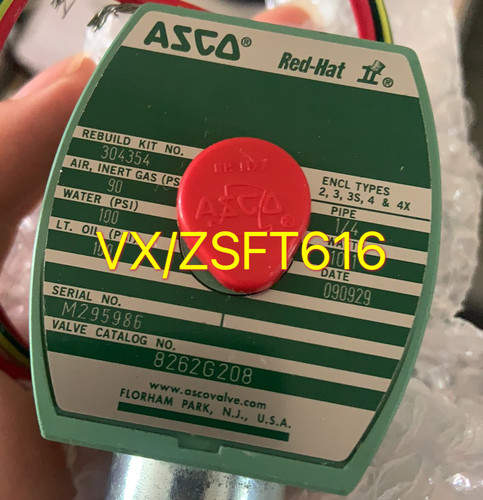 ASCO® Red-Hat II®
REBUILD KIT NO.
304354
AIR, INERT GAS (PS
90
WATER (PSI)
100
LT. OIL
ENCL TYPES
2, 3, 3S, 4 & 4X
PIPE
1/4
DATE
090929
ASCO®
VX/ZSFT616
SERIAL NO.
M295986
VALVE CATALOG NO.
8262G208
www.ascovalve.com
FLORHAM PARK, N.J., U.S.A.